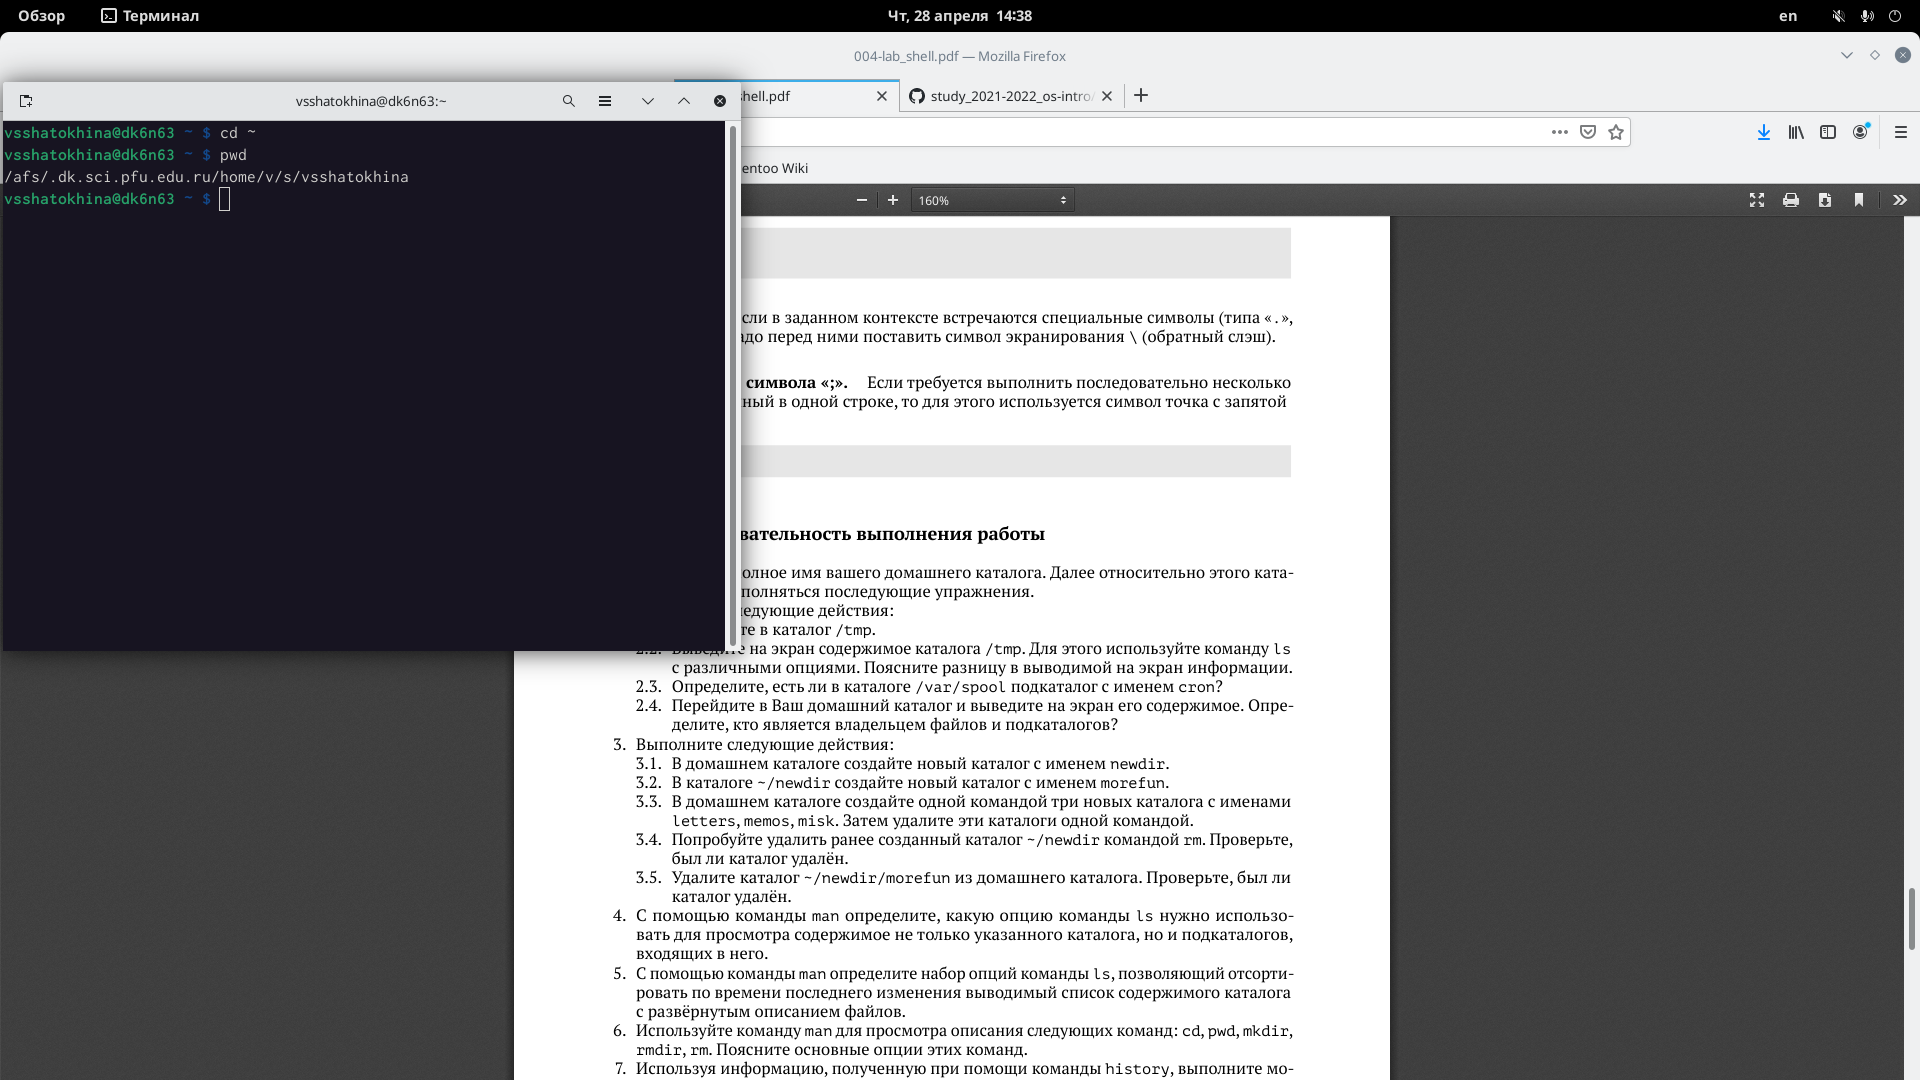 Обзор
Терминал
Чт, 28 апреля 14:38
en
004-lab_shell.pdf — Mozilla Firefox
vsshatokhina@dk6n63:~
hell.pdf
study_2021-2022_os-intro/
entoo Wiki
160%
vsshatokhina@dk6n63 ~ $ cd ~
vsshatokhina@dk6n63 ~ $ pwd
/afs/.dk.sci.pfu.edu.ru/home/v/s/vsshatokhina
vsshatokhina@dk6n63 ~ $
сли в заданном контексте встречаются специальные символы (типа «.»,
адо перед ними поставить символ экранирования \ (обратный слэш).
символа «;». Если требуется выполнить последовательно несколько
ный в одной строке, то для этого используется символ точка с запятой
вательность выполнения работы
олное имя вашего домашнего каталога. Далее относительно этого ката-
полняться последующие упражнения.
ледующие действия:
те в каталог /tmp.
2.2. Выведите на экран содержимое каталога /tmp. Для этого используйте команду ls
с различными опциями. Поясните разницу в выводимой на экран информации.
2.3. Определите, есть ли в каталоге /var/spool подкаталог с именем cron?
2.4. Перейдите в Ваш домашний каталог и выведите на экран его содержимое. Опре-
делите, кто является владельцем файлов и подкаталогов?
3. Выполните следующие действия:
3.1. В домашнем каталоге создайте новый каталог с именем newdir.
3.2. В каталоге ~/newdir создайте новый каталог с именем morefun.
3.3. В домашнем каталоге создайте одной командой три новых каталога с именами
letters, memos, misk. Затем удалите эти каталоги одной командой.
3.4. Попробуйте удалить ранее созданный каталог ~/newdir командой rm. Проверьте,
был ли каталог удалён.
3.5. Удалите каталог ~/newdir/morefun из домашнего каталога. Проверьте, был ли
каталог удалён.
4. С помощью команды man определите, какую опцию команды ls нужно использо-
вать для просмотра содержимое не только указанного каталога, но и подкаталогов,
входящих в него.
5. С помощью команды man определите набор опций команды ls, позволяющий отсорти-
ровать по времени последнего изменения выводимый список содержимого каталога
с развёрнутым описанием файлов.
6. Используйте команду man для просмотра описания следующих команд: cd, pwd, mkdir,
rmdir, rm. Поясните основные опции этих команд.
7. Используя информацию, полученную при помощи команды history, выполните мо-